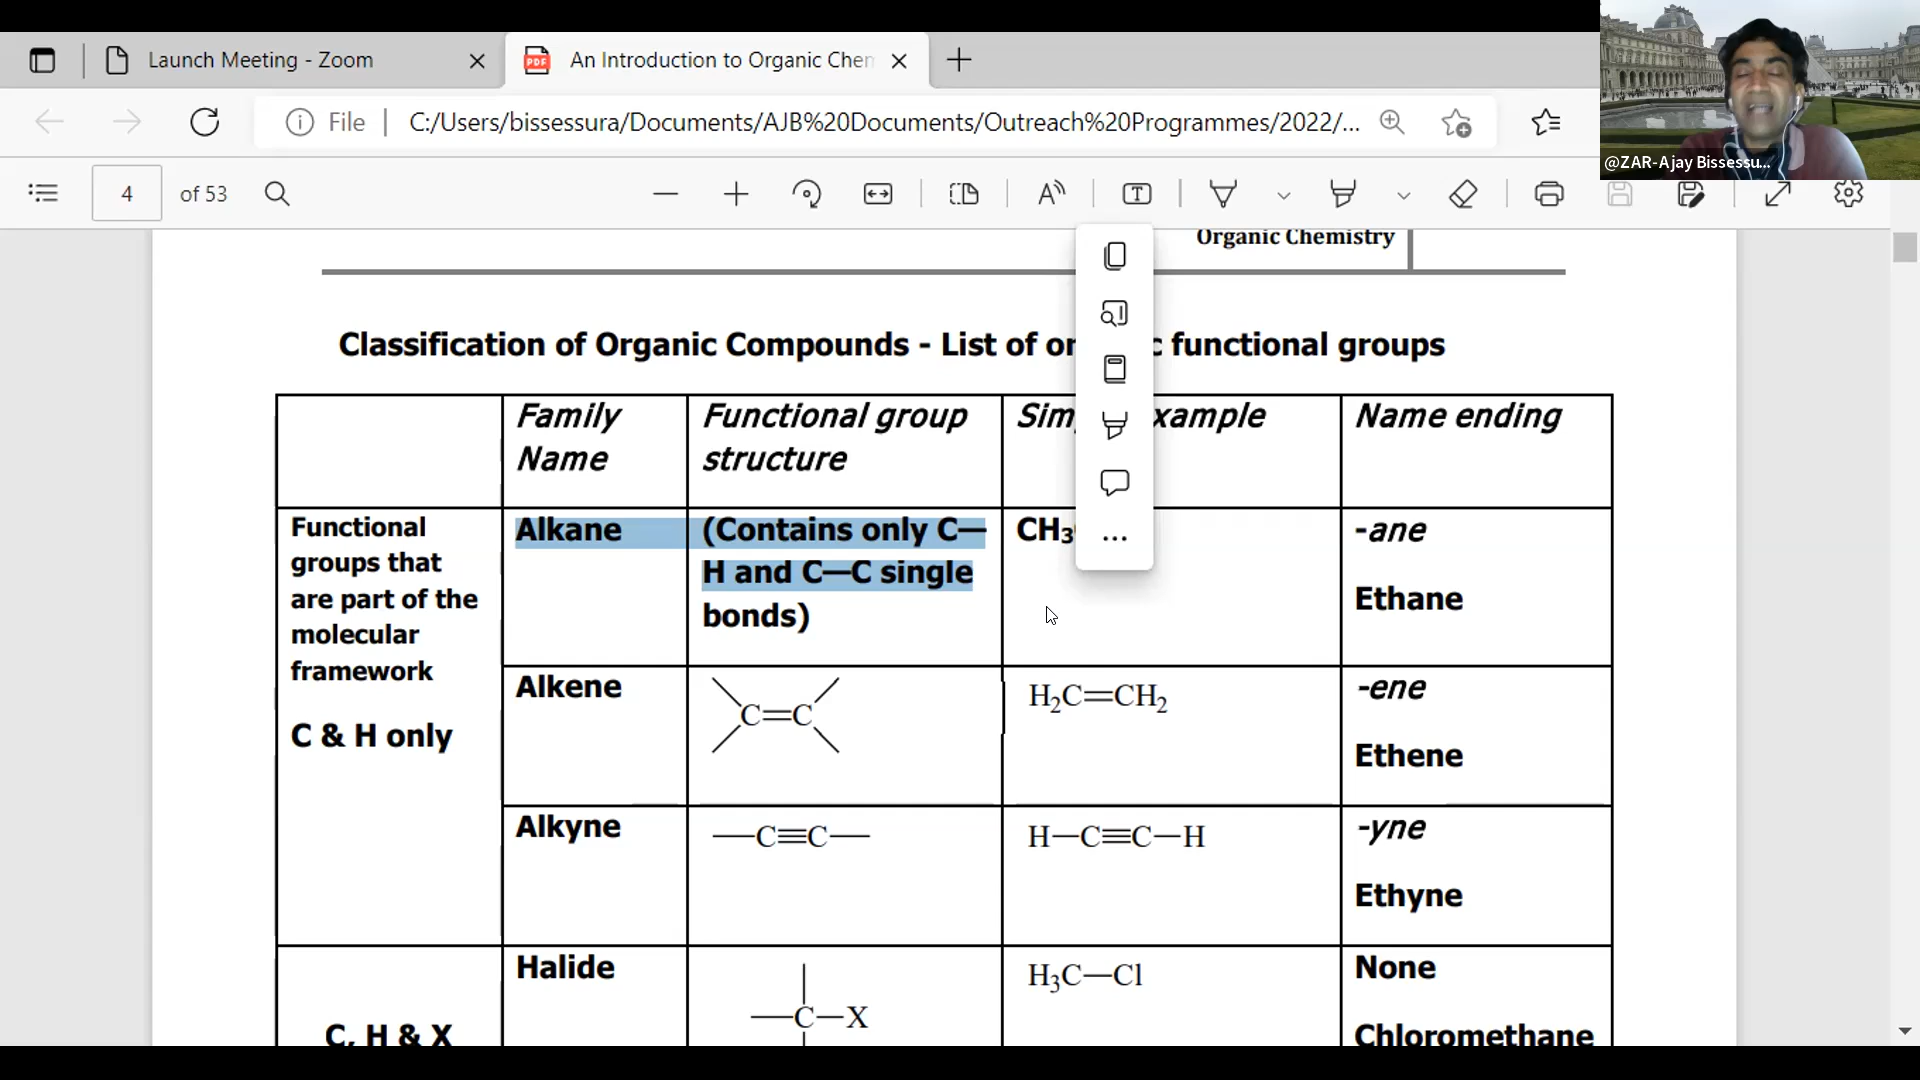 Launch Meeting - Zoom
An Introduction to Organic Chem
File
C:/Users/bissessura/Documents/AJB%20Documents/Outreach%20Programmes/2022/...
@ZAR-Ajay Bissessu...
4 of 53
Organic Chemistry
Classification of Organic Compounds - List of or c functional groups
Family Name
Functional group structure
Sim xample
Name ending
Functional
groups that
are part of the
molecular
framework
C & H only
Alkane
(Contains only C—
H and C—C single
bonds)
CH₃
...
-ane
Ethane
Alkene
C=C
H₂C=CH₂
-ene
Ethene
Alkyne
—C≡C—
H—C≡C—H
-yne
Ethyne
C, H & X
Halide
—C—X
H₃C—Cl
None
Chloromethane